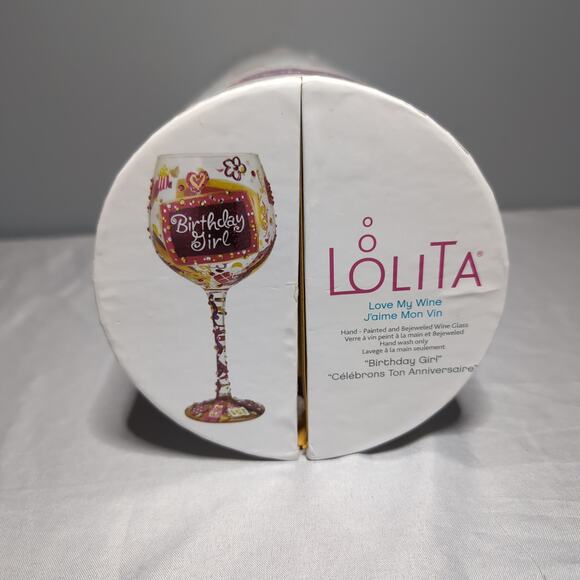 Birthday
Girl
LOLITA®
Love My Wine
J'aime Mon Vin
Hand - Painted and Bejeweled Wine Glass
Verre à vin peint à la main et Bejeweled
Hand wash only
Lavege à la main seulement
"Birthday Girl"
"Célébrons Ton Anniversaire"